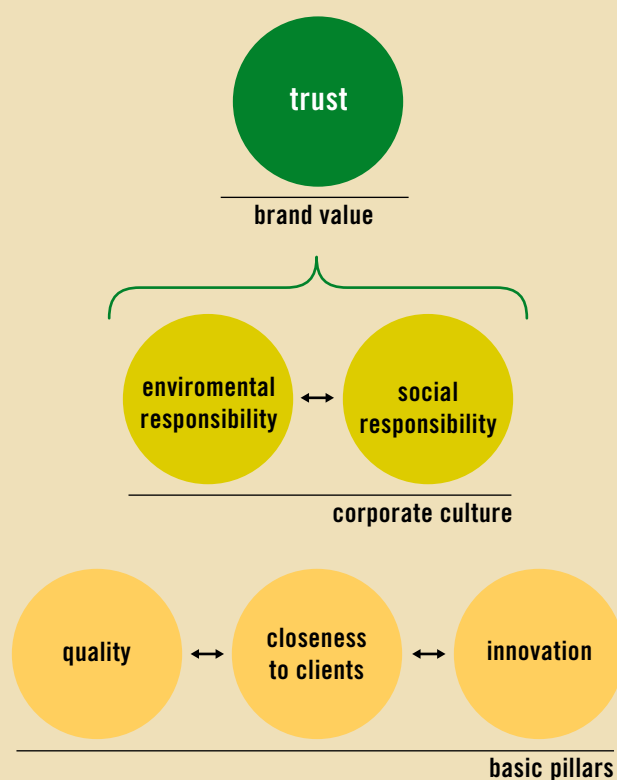 trust
brand value
enviromental
responsibility
social
responsibility
corporate culture
quality
closeness
to clients
innovation
basic pillars